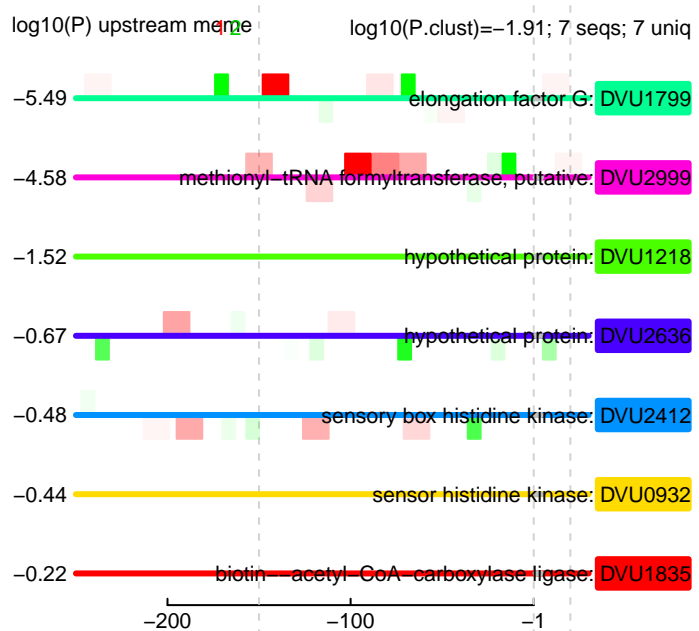 log10(P) upstream meme 1 2 log10(P.clust)=−1.91; 7 seqs; 7 uniq
−5.49 elongation factor G: DVU1799
−4.58 methionyl−tRNA formyltransferase, putative: DVU2999
−1.52 hypothetical protein: DVU1218
−0.67 hypothetical protein: DVU2636
−0.48 sensory box histidine kinase: DVU2412
−0.44 sensor histidine kinase: DVU0932
−0.22 biotin−−acetyl−CoA−carboxylase ligase: DVU1835
−200 −100 −1